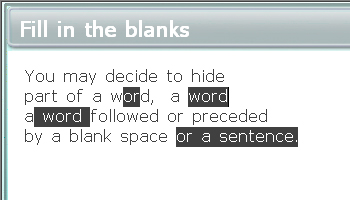 Fill in the blanks
You may decide to hide
part of a word, a word
a word followed or preceded
by a blank space or a sentence.